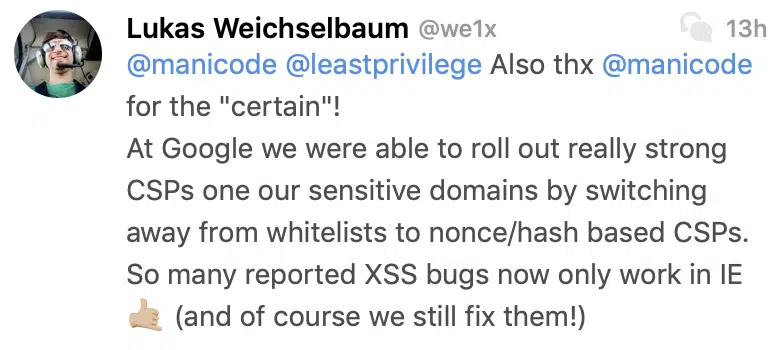 Lukas Weichselbaum @we1x 13h
@manicode @leastprivilege Also thx @manicode
for the "certain"!
At Google we were able to roll out really strong
CSPs one our sensitive domains by switching
away from whitelists to nonce/hash based CSPs.
So many reported XSS bugs now only work in IE
🤙🏼 (and of course we still fix them!)